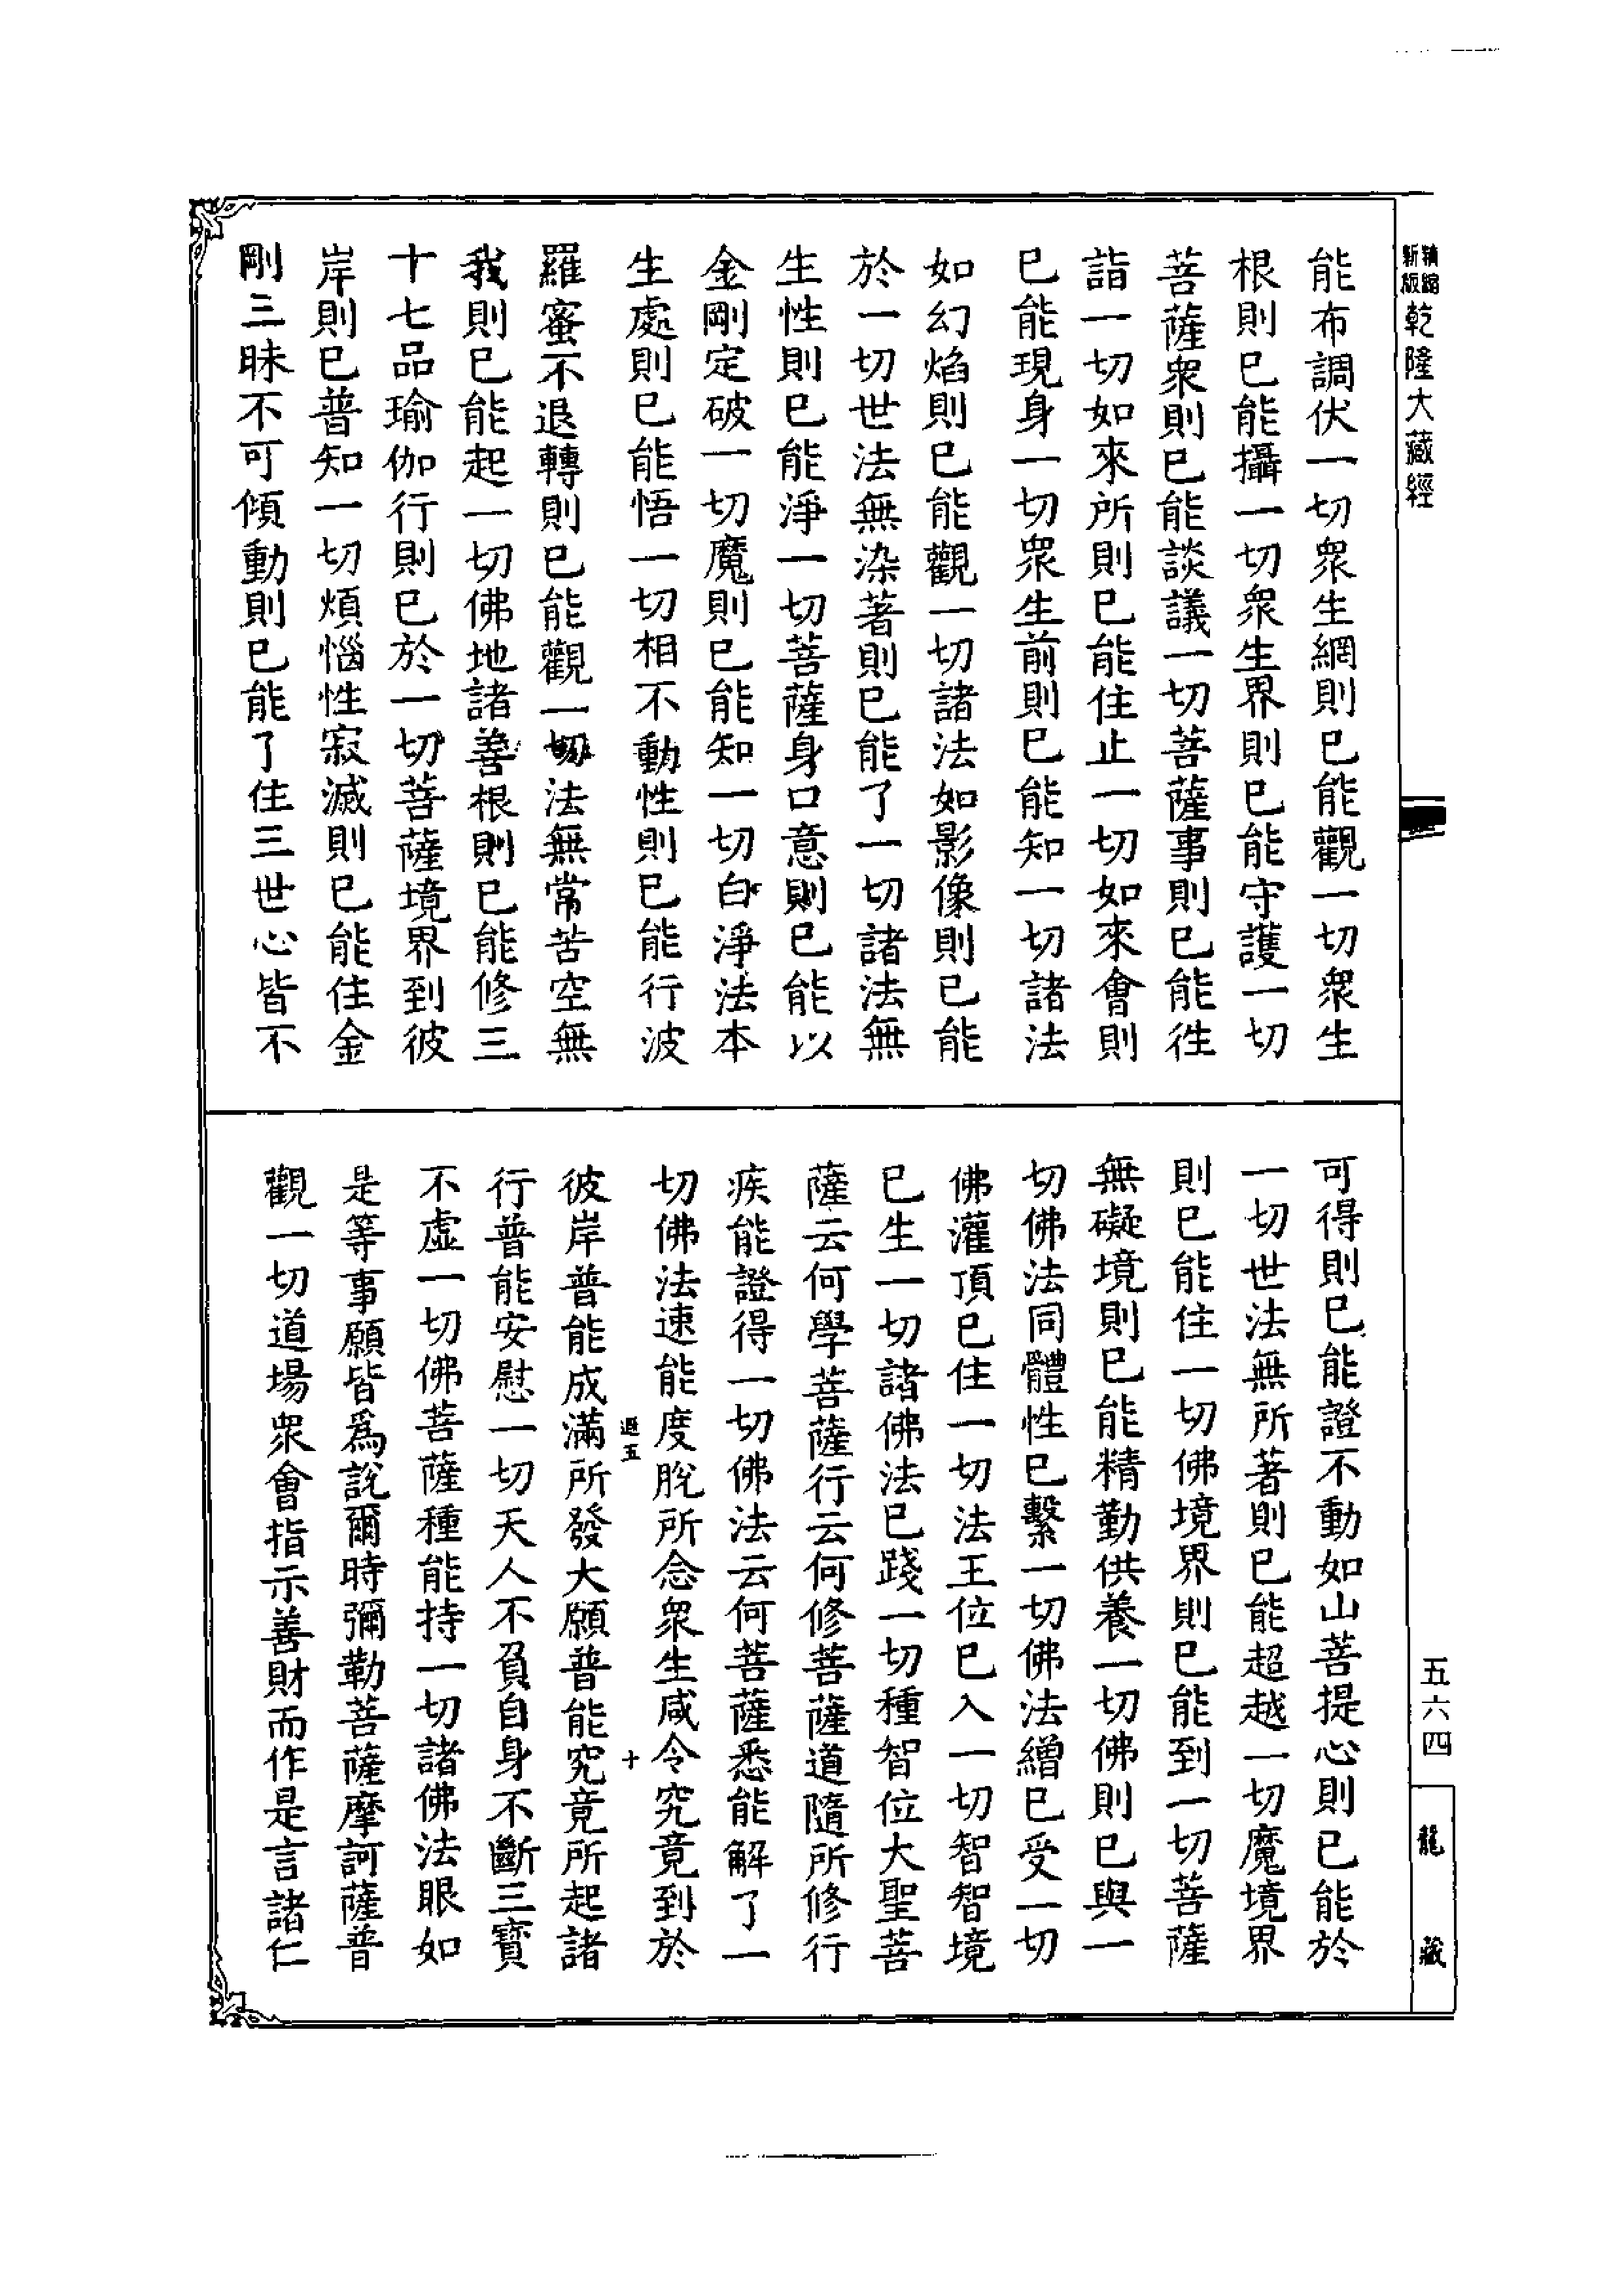 精縮
新版
乾隆大藏經
能布調伏一切衆生網則已能觀一切衆生
根則已能攝一切衆生界則已能守護一切
菩薩衆則已能談議一切菩薩事則已能往
詣一切如來所則已能住止一切如來會則
已能現身一切衆生前則已能知一切諸法
如幻焰則已能觀一切諸法如影像則已能
於一切世法無染著則已能了一切諸法無
生性則已能淨一切菩薩身口意則已能以
金剛定破一切魔則已能知一切白淨法本
生處則已能悟一切相不動性則已能行波
羅蜜不退轉則已能觀一切法無常苦空無
我則已能起一切佛地諸善根則已能修三
十七品瑜伽行則已於一切菩薩境界到彼
岸則已普知一切煩惱性寂滅則已能住金
剛三昧不可傾動則已能了住三世心皆不
可得則已能證不動如山菩提心則已能於
一切世法無所著則已能超越一切魔境界
則已能住一切佛境界則已能到一切菩薩
無礙境則已能精勤供養一切佛則已與一
切佛法同體性已繫一切佛法繒已受一切
佛灌頂已住一切法王位已入一切智智境
已生一切諸佛法已踐一切種智位大聖菩
薩云何學菩薩行云何修菩薩道隨所修行
疾能證得一切佛法云何菩薩悉能解了一
切佛法速能度脫所念衆生咸令究竟到於
遐五 十
彼岸普能成滿所發大願普能究竟所起諸
行普能安慰一切天人不負自身不斷三寶
不虛一切佛菩薩種能持一切諸佛法眼如
是等事願皆爲說爾時彌勒菩薩摩訶薩普
觀一切道場衆會指示善財而作是言諸仁
五六四
龍藏